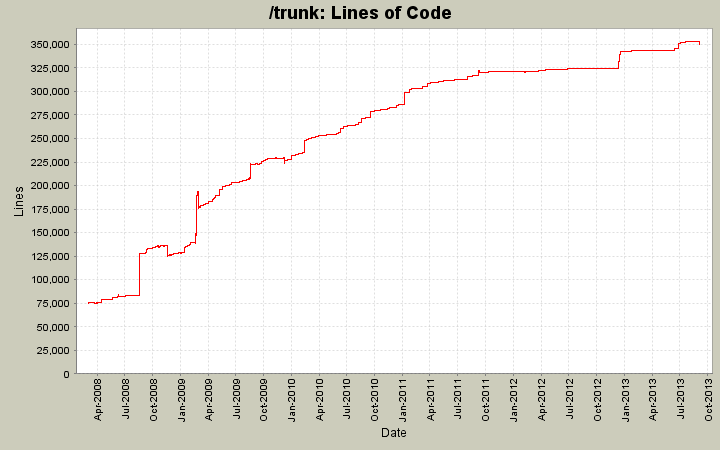 /trunk: Lines of Code
350,000
325,000
300,000
275,000
250,000
225,000
200,000
175,000
150,000
125,000
100,000
75,000
50,000
25,000
0
Lines
Apr-2008
Jul-2008
Oct-2008
Jan-2009
Apr-2009
Jul-2009
Oct-2009
Jan-2010
Apr-2010
Jul-2010
Oct-2010
Jan-2011
Apr-2011
Jul-2011
Oct-2011
Jan-2012
Apr-2012
Jul-2012
Oct-2012
Jan-2013
Apr-2013
Jul-2013
Oct-2013
Date